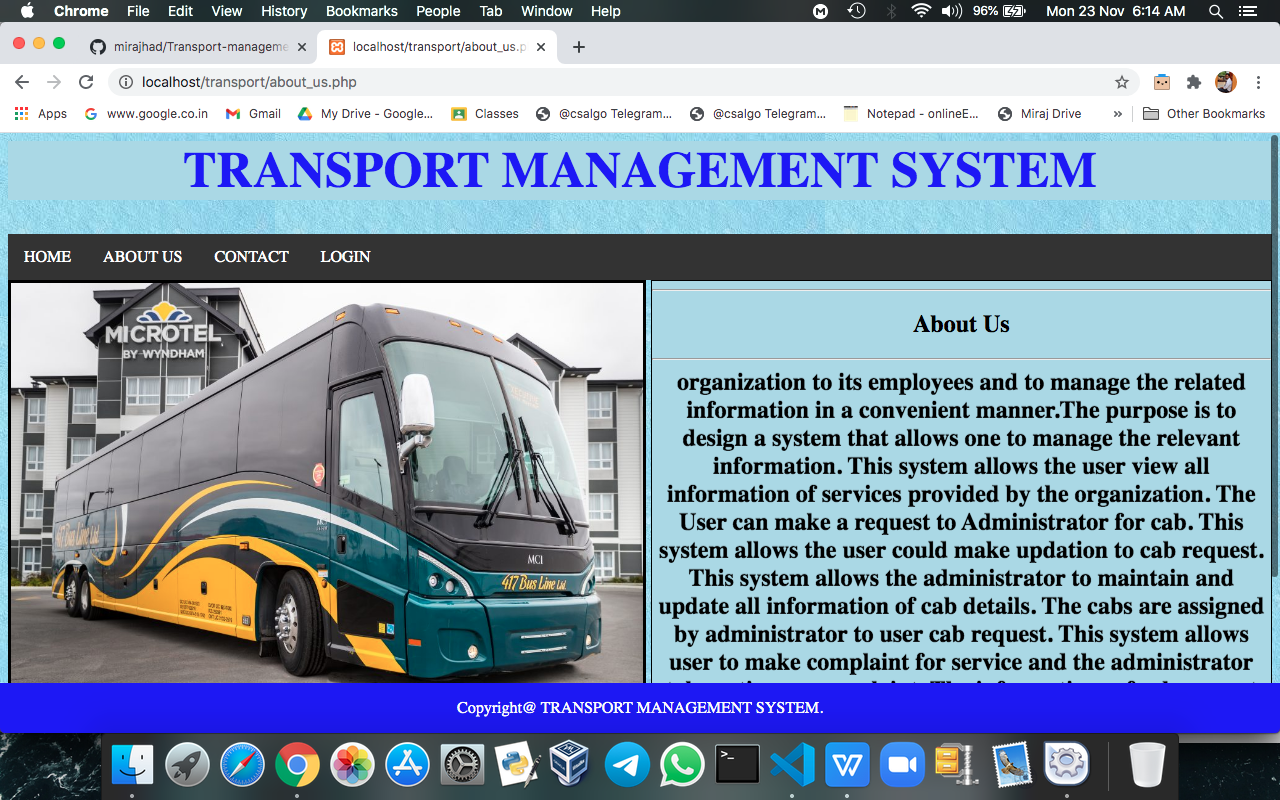 Chrome File Edit View History Bookmarks People Tab Window Help 96% Mon 23 Nov 6:14 AM
mirajhad/Transport-manageme
localhost/transport/about_us.p
localhost/transport/about_us.php
Apps www.google.co.in Gmail My Drive - Google... Classes @csalgo Telegram... @csalgo Telegram... Notepad - onlineE... Miraj Drive » Other Bookmarks
TRANSPORT MANAGEMENT SYSTEM
HOME ABOUT US CONTACT LOGIN
MICROTEL
BY WYNDHAM
417 Bus Line Ltd
MCI
417 Bus Line Ltd
About Us
organization to its employees and to manage the related
information in a convenient manner.The purpose is to
design a system that allows one to manage the relevant
information. This system allows the user view all
information of services provided by the organization. The
User can make a request to Administrator for cab. This
system allows the user could make updation to cab request.
This system allows the administrator to maintain and
update all information of cab details. The cabs are assigned
by administrator to user cab request. This system allows
user to make complaint for service and the administrator
Copyright@ TRANSPORT MANAGEMENT SYSTEM.